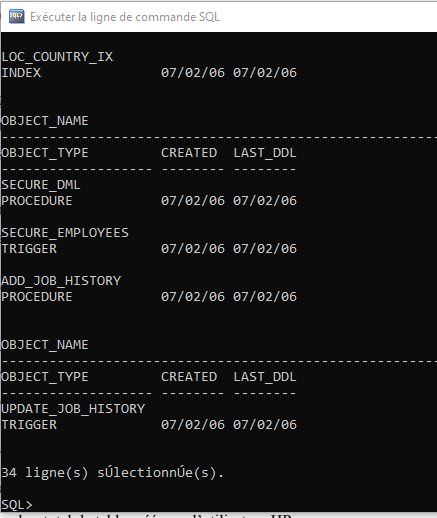 Exécuter la ligne de commande SQL
LOC_COUNTRY_IX
INDEX 07/02/06 07/02/06
OBJECT_NAME
--------------------------------------------------------------------------------
OBJECT_TYPE CREATED LAST_DDL
------------------- -------- --------
SECURE_DML
PROCEDURE 07/02/06 07/02/06
SECURE_EMPLOYEES
TRIGGER 07/02/06 07/02/06
ADD_JOB_HISTORY
PROCEDURE 07/02/06 07/02/06
OBJECT_NAME
--------------------------------------------------------------------------------
OBJECT_TYPE CREATED LAST_DDL
------------------- -------- --------
UPDATE_JOB_HISTORY
TRIGGER 07/02/06 07/02/06
34 ligne(s) sÚlectionnÚe(s).
SQL>